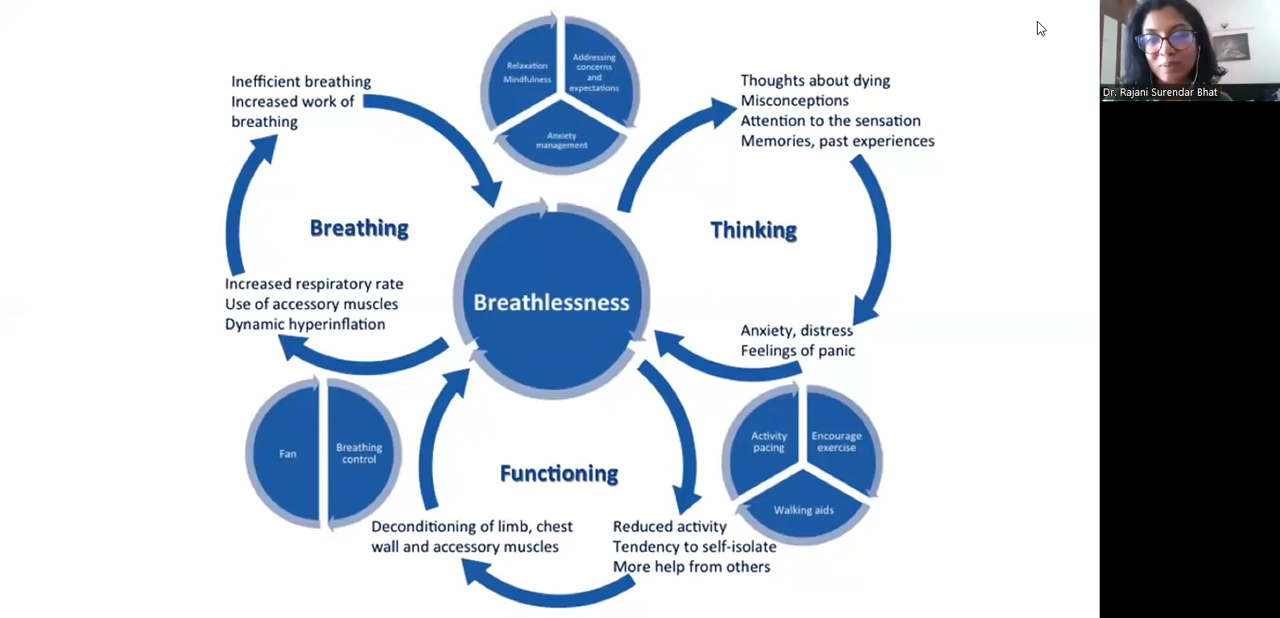 Relaxation
Mindfulness
Addressing
concerns
and
expectations
Anxiety
management
Inefficient breathing
Increased work of
breathing
Thoughts about dying
Misconceptions
Attention to the sensation
Memories, past experiences
Breathing
Thinking
Increased respiratory rate
Use of accessory muscles
Dynamic hyperinflation
Breathlessness
Anxiety, distress
Feelings of panic
Fan
Breathing
control
Activity
pacing
Encourage
exercise
Walking aids
Functioning
Deconditioning of limb, chest
wall and accessory muscles
Reduced activity
Tendency to self-isolate
More help from others
Dr. Rajani Surendar Bhat